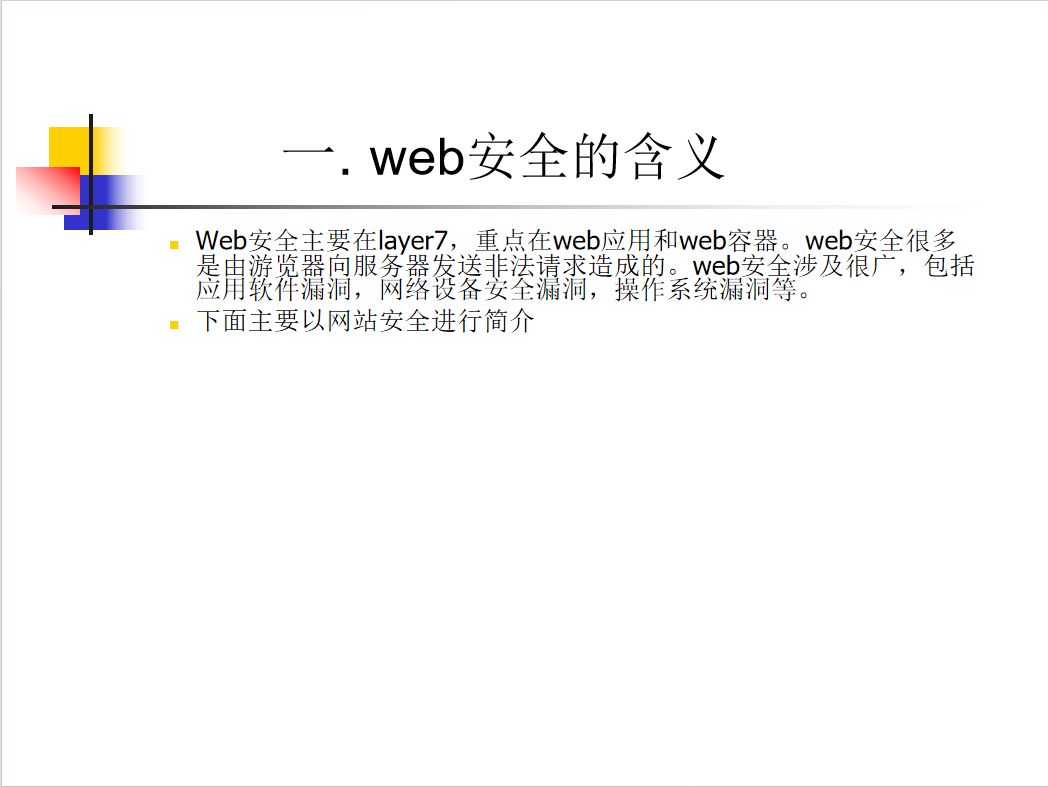 一. web安全的含义
Web安全主要在layer7，重点在web应用和web容器。web安全很多
是由游览器向服务器发送非法请求造成的。web安全涉及很广，包括
应用软件漏洞，网络设备安全漏洞，操作系统漏洞等。
下面主要以网站安全进行简介